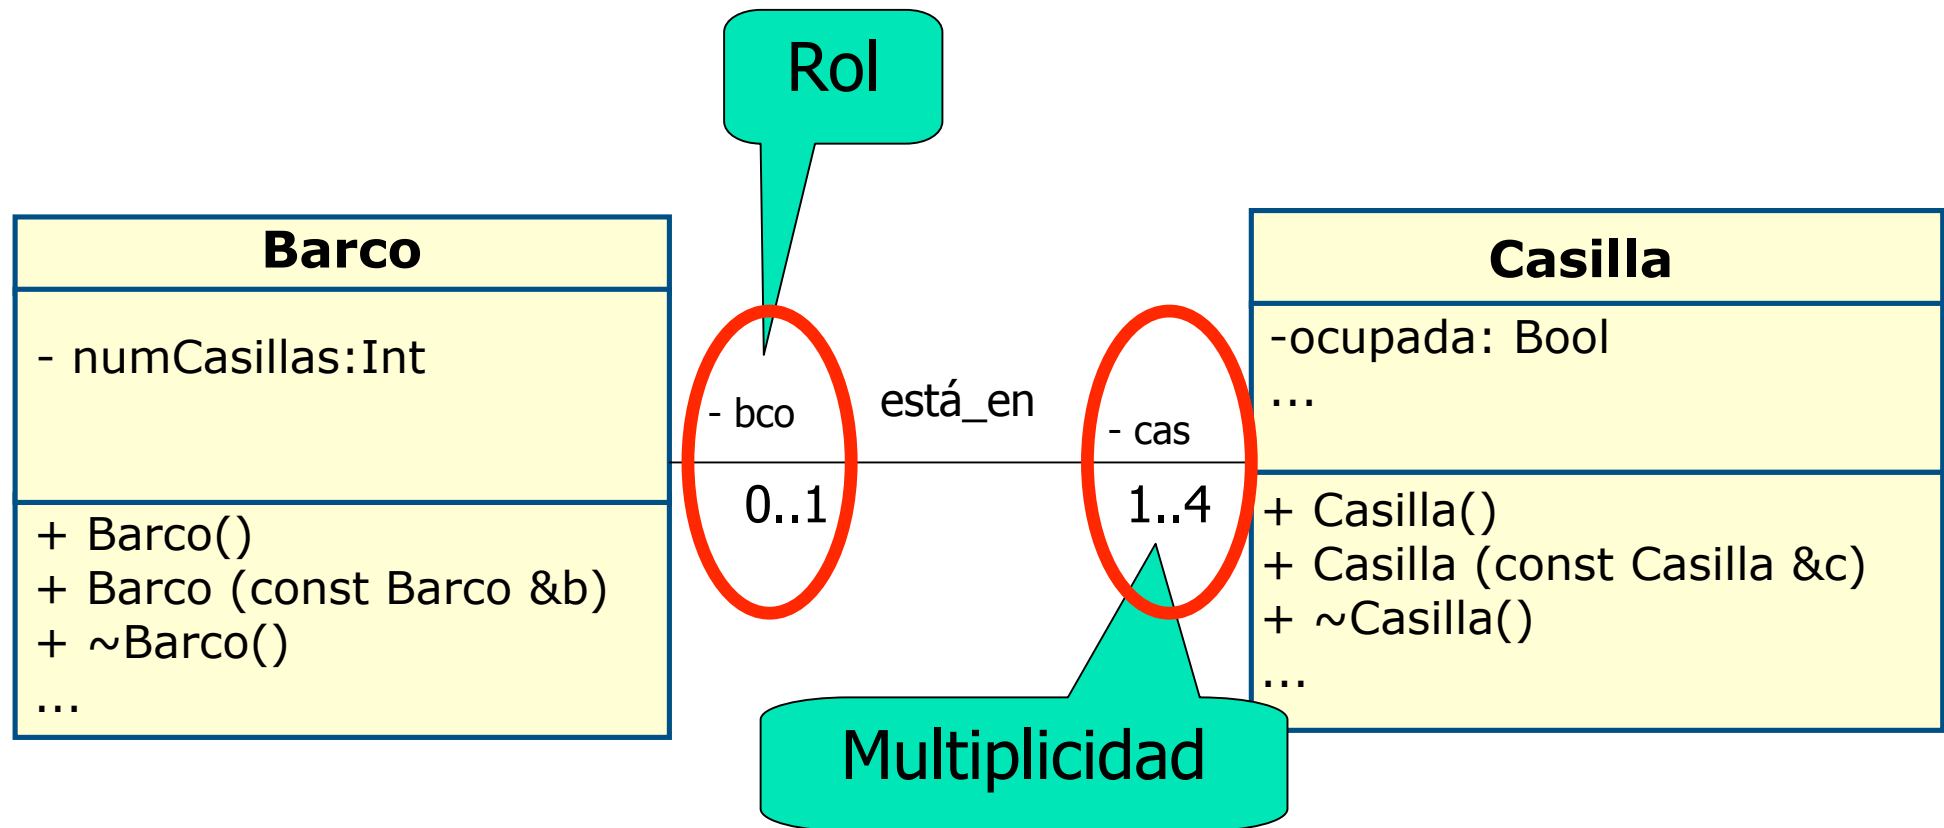 Rol
Barco
- numCasillas:Int
+ Barco()
+ Barco (const Barco &b)
+ ~Barco()
...
- bco
0..1
está_en
- cas
1..4
Casilla
-ocupada: Bool
...
+ Casilla()
+ Casilla (const Casilla &c)
+ ~Casilla()
...
Multiplicidad